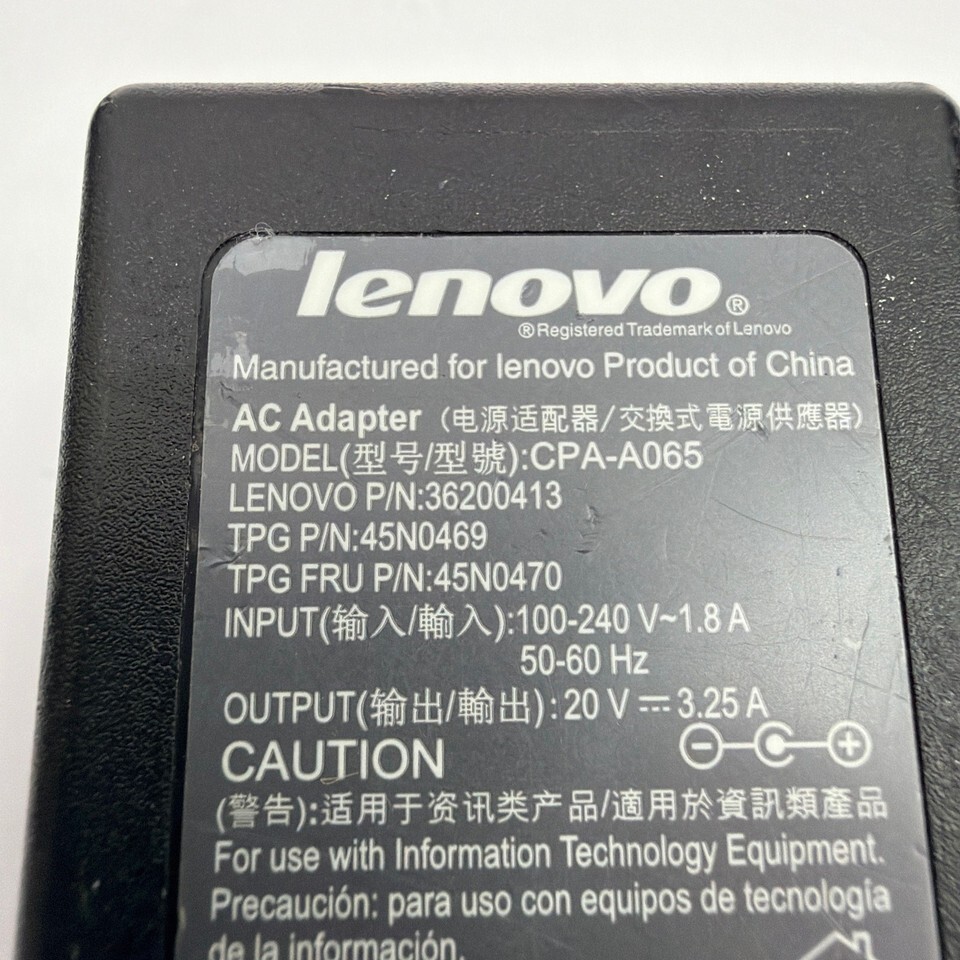 lenovo®
®Registered Trademark of Lenovo
Manufactured for lenovo Product of China
AC Adapter (电源适配器/交換式電源供應器)
MODEL(型号/型號):CPA-A065
LENOVO P/N:36200413
TPG P/N:45N0469
TPG FRU P/N:45N0470
INPUT(输入/輸入):100-240 V~1.8 A
50-60 Hz
OUTPUT(输出/輸出):20 V⎓3.25 A
CAUTION
(警告):适用于资讯类产品/適用於資訊類產品
For use with Information Technology Equipment.
Precaución: para uso con equipos de tecnología
de la información.